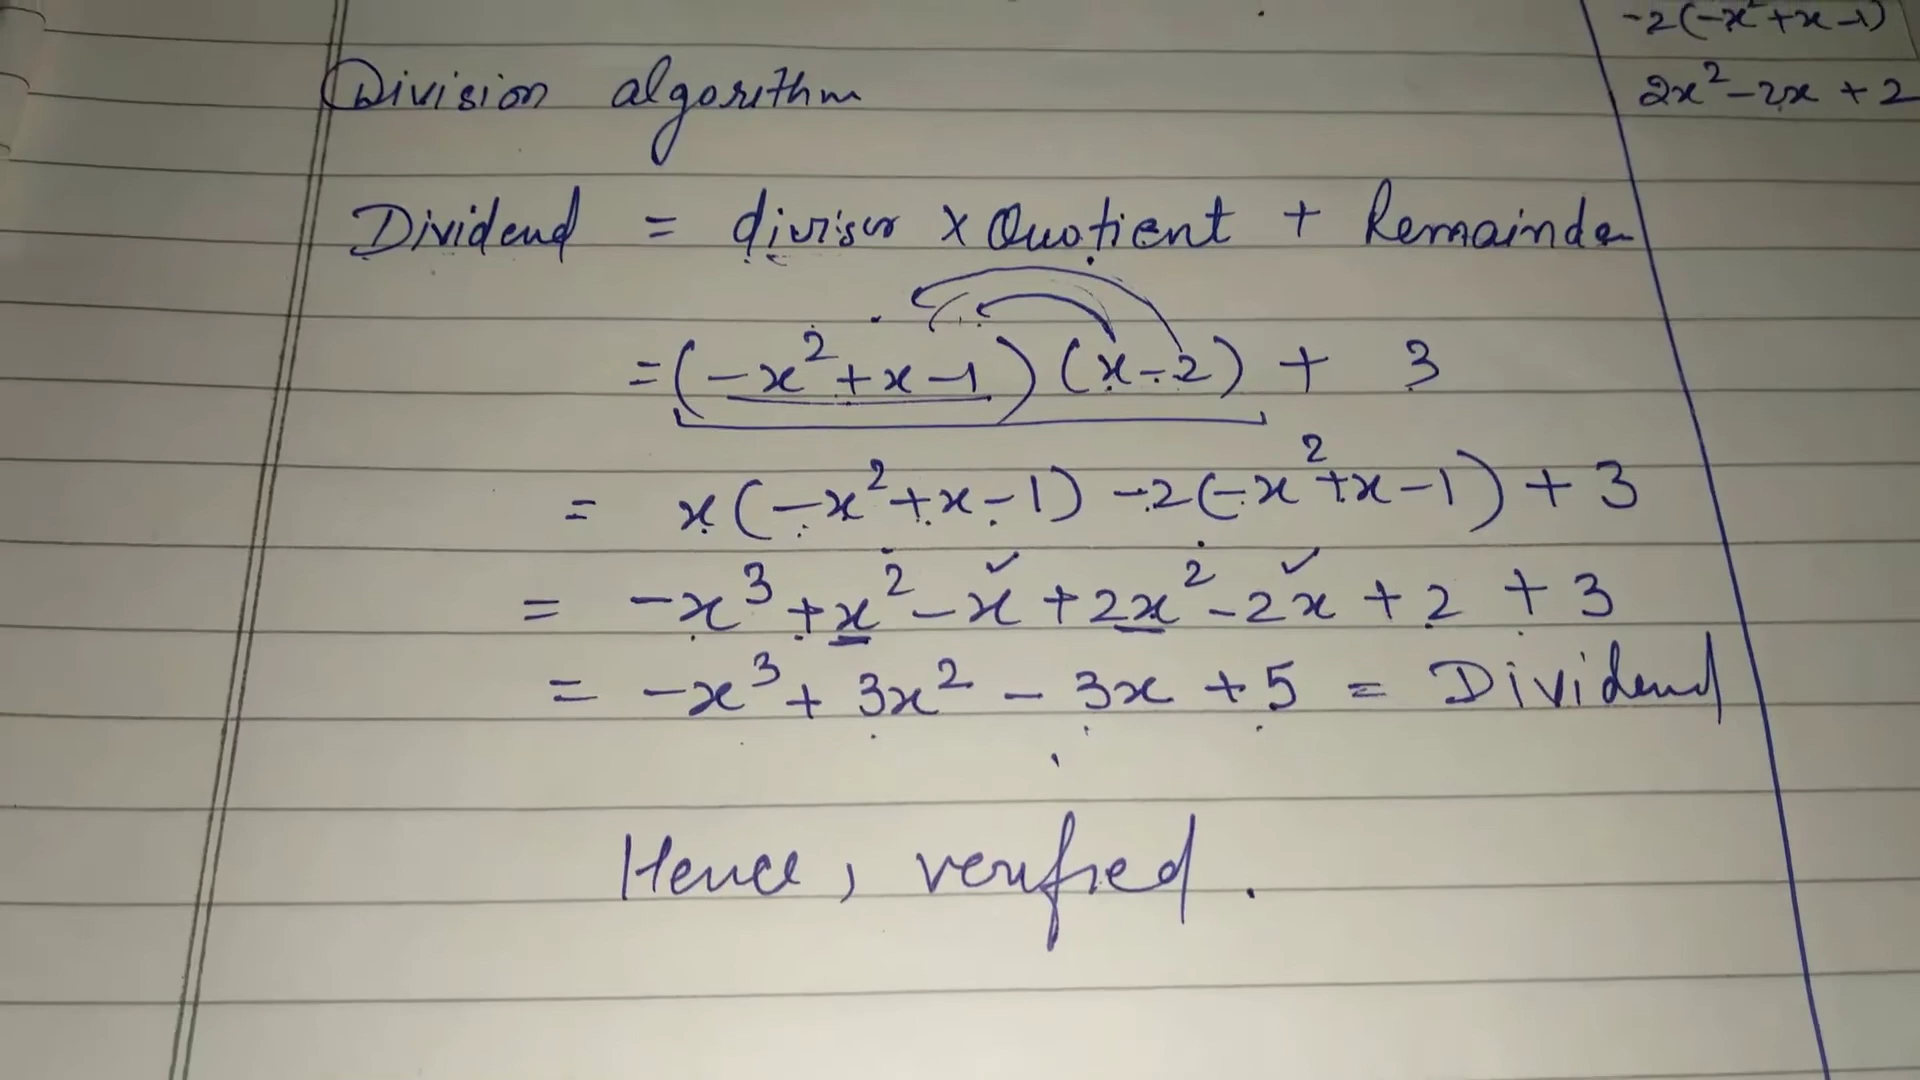 -2(-x²+x-1)
2x²-2x+2
Division algorithm
Dividend = divisor × Quotient + Remainder
=(-x²+x-1)(x-2) + 3
= x(-x²+x-1) -2(-x²+x-1) + 3
= -x³+x²-x+2x²-2x+2+3
= -x³+3x²-3x+5 = Dividend
Hence, verified.